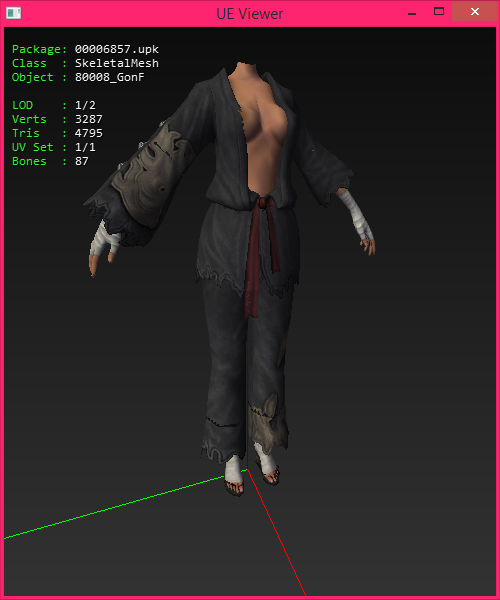 UE Viewer
Package: 00006857.upk
Class  : SkeletalMesh
Object : 80008_GonF
LOD    : 1/2
Verts  : 3287
Tris   : 4795
UV Set : 1/1
Bones  : 87